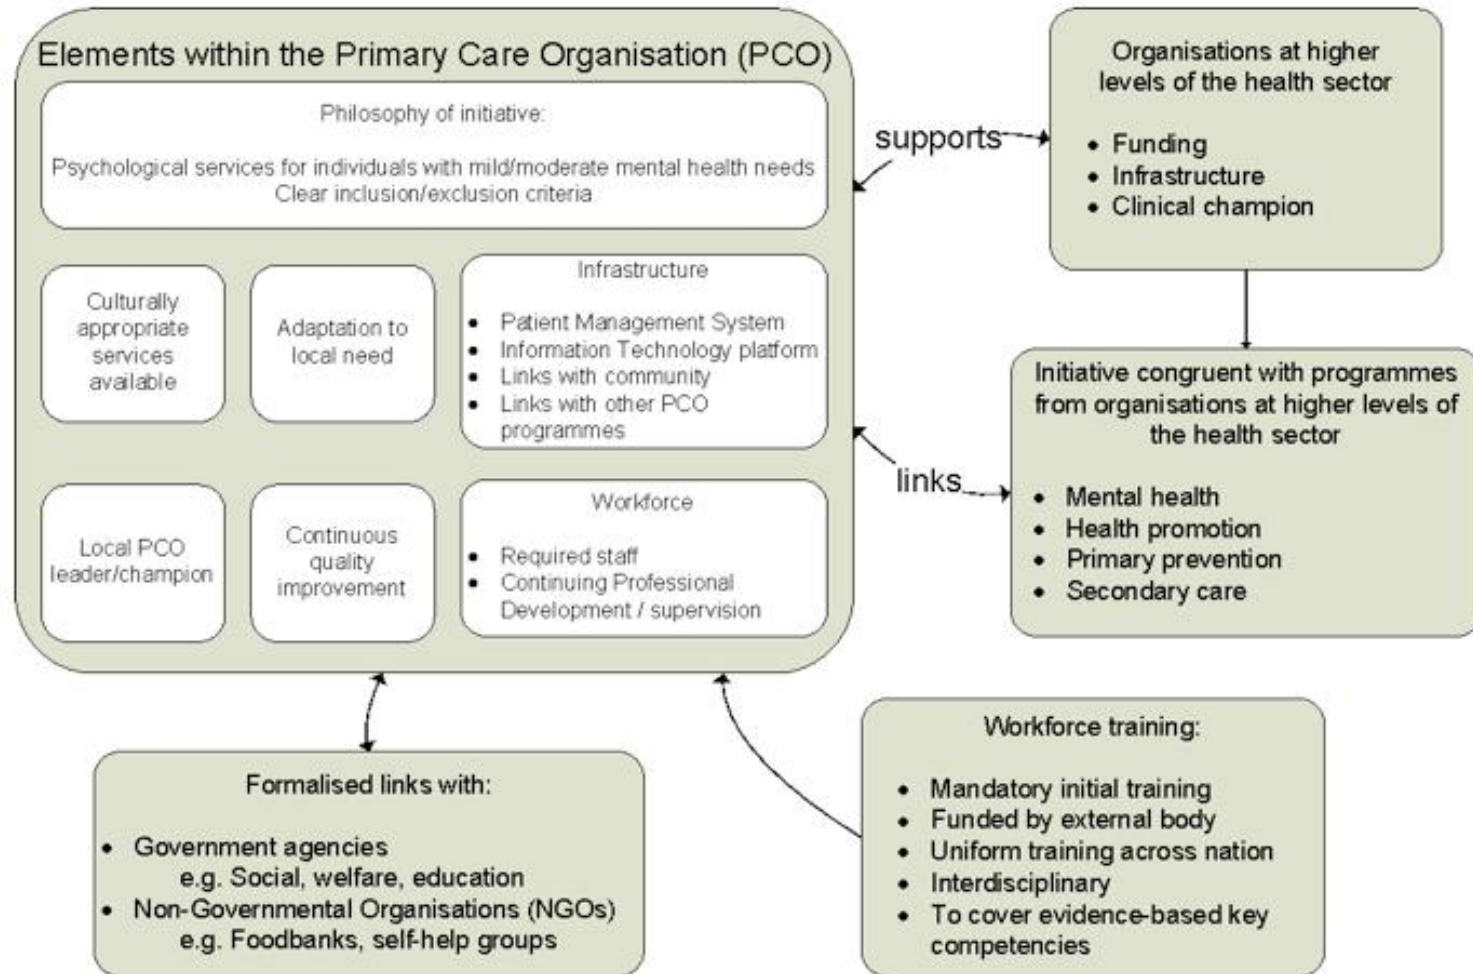 Elements within the Primary Care Organisation (PCO)
Philosophy of initiative:
Psychological services for individuals with mild/moderate mental health needs
Clear inclusion/exclusion criteria
Culturally
appropriate
services
available
Adaptation to
local need
Infrastructure
• Patient Management System
• Information Technology platform
• Links with community
• Links with other PCO
programmes
Local PCO
leader/champion
Continuous
quality
improvement
Workforce
• Required staff
• Continuing Professional
Development / supervision
supports
Organisations at higher
levels of the health sector
• Funding
• Infrastructure
• Clinical champion
links
Initiative congruent with programmes
from organisations at higher levels of
the health sector
• Mental health
• Health promotion
• Primary prevention
• Secondary care
Formalised links with:
• Government agencies
e.g. Social, welfare, education
• Non-Governmental Organisations (NGOs)
e.g. Foodbanks, self-help groups
Workforce training:
• Mandatory initial training
• Funded by external body
• Uniform training across nation
• Interdisciplinary
• To cover evidence-based key
competencies